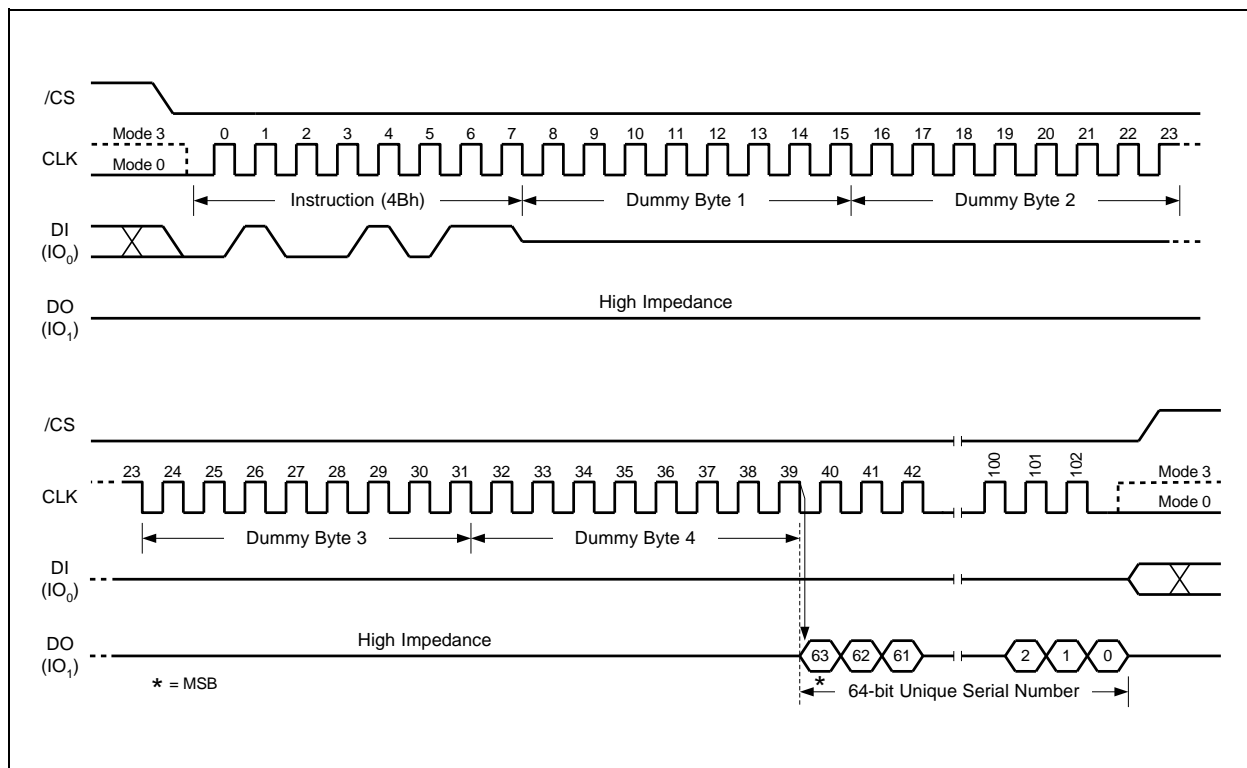 /CS
Mode 3
0 1 2 3 4 5 6 7 8 9 10 11 12 13 14 15 16 17 18 19 20 21 22 23
CLK
Mode 0
Instruction (4Bh)
Dummy Byte 1
Dummy Byte 2
DI
(IO0)
High Impedance
DO
(IO1)
/CS
23 24 25 26 27 28 29 30 31 32 33 34 35 36 37 38 39 40 41 42 100 101 102
Mode 3
CLK
Mode 0
Dummy Byte 3
Dummy Byte 4
DI
(IO0)
High Impedance
DO
(IO1)
63 62 61 2 1 0
* = MSB
*
64-bit Unique Serial Number